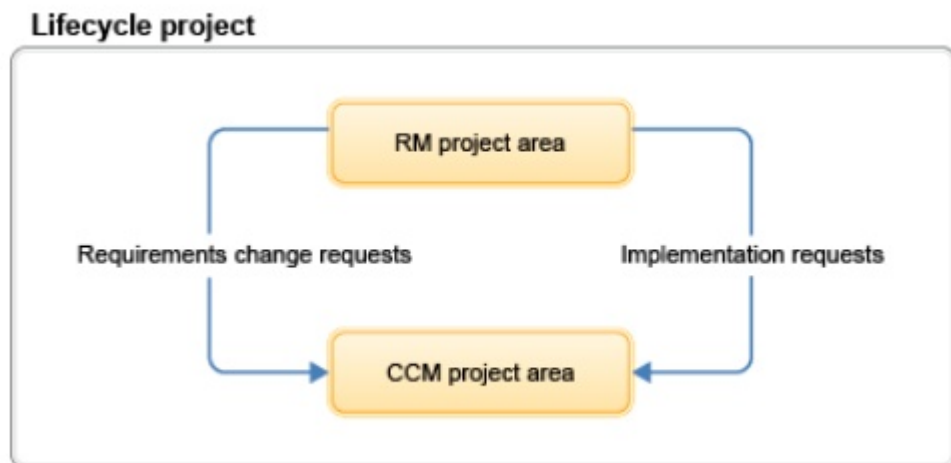 Lifecycle project
RM project area
Requirements change requests
Implementation requests
CCM project area